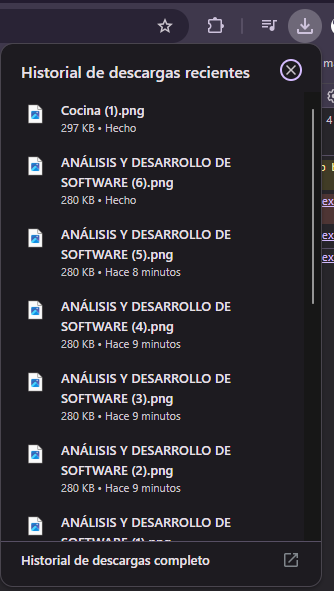 Historial de descargas recientes
Cocina (1).png
297 KB • Hecho
ANÁLISIS Y DESARROLLO DE
SOFTWARE (6).png
280 KB • Hecho
ANÁLISIS Y DESARROLLO DE
SOFTWARE (5).png
280 KB • Hace 8 minutos
ANÁLISIS Y DESARROLLO DE
SOFTWARE (4).png
280 KB • Hace 9 minutos
ANÁLISIS Y DESARROLLO DE
SOFTWARE (3).png
280 KB • Hace 9 minutos
ANÁLISIS Y DESARROLLO DE
SOFTWARE (2).png
280 KB • Hace 9 minutos
ANÁLISIS Y DESARROLLO DE
SOFTWARE (1).png
Historial de descargas completo